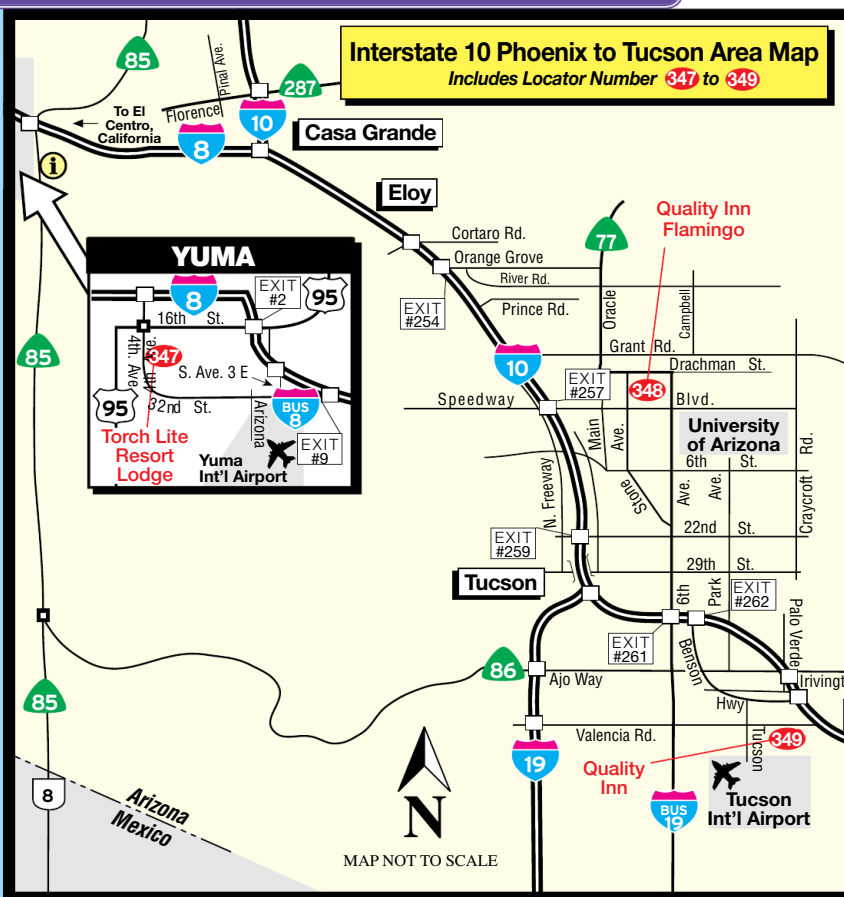 Interstate 10 Phoenix to Tucson Area Map
Includes Locator Number 347 to 349
85
Pinal Ave.
287
Florence
10
To El
Centro,
California
8
Casa Grande
i
Eloy
Cortaro Rd.
Orange Grove
River Rd.
77
Quality Inn
Flamingo
EXIT
#254
Prince Rd.
Oracle
Campbell
Grant Rd.
Drachman St.
10
EXIT
#257
348
Speedway
Blvd.
Main
Ave.
University
of Arizona
6th St.
Rd.
N. Freeway
Stone
Ave.
Ave.
Craycroft
22nd St.
EXIT
#259
29th St.
Tucson
6th
Park
EXIT
#262
Palo Verde
EXIT
#261
Benson
Hwy
86
Ajo Way
Irivingt
Valencia Rd.
Tucson
349
Quality
Inn
19
BUS
19
Tucson
Int'l Airport
YUMA
8
EXIT
#2
95
16th St.
4th. Ave
347
S. Ave. 3 E
95
32nd St.
Arizona
BUS
8
EXIT
#9
Torch Lite
Resort
Lodge
Yuma
Int'l Airport
85
85
8
Arizona
Mexico
N
MAP NOT TO SCALE